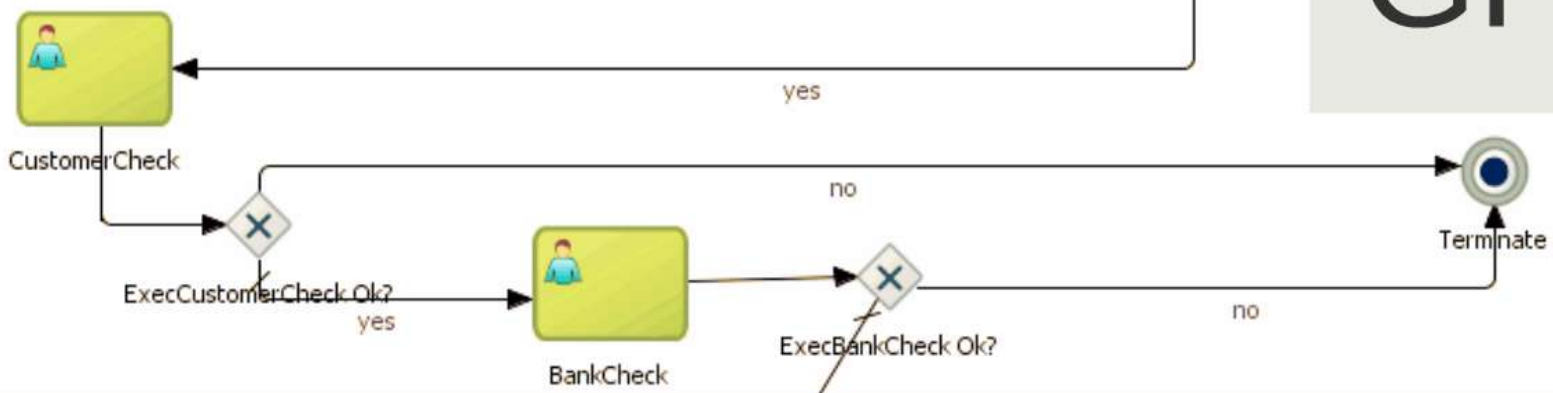 yes
CustomerCheck
no
Terminate
ExecCustomerCheck Ok?
yes
no
ExecBankCheck Ok?
BankCheck